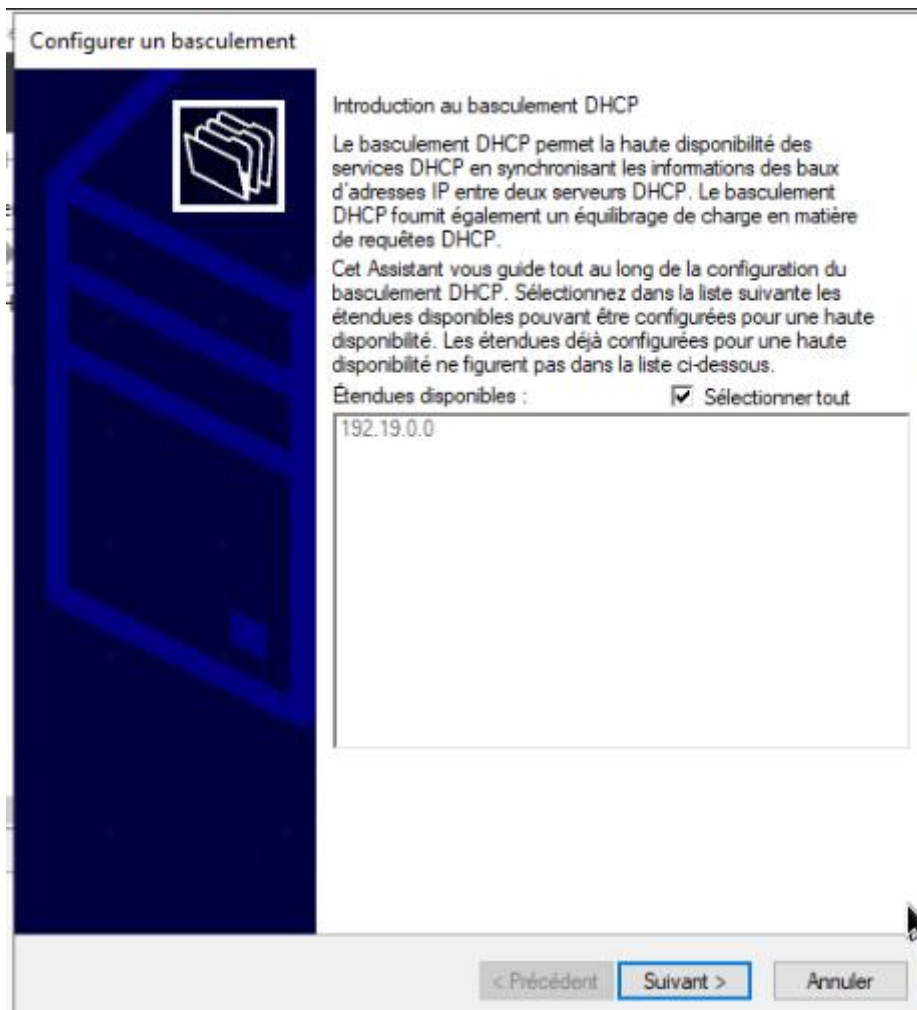 Configurer un basculement
Introduction au basculement DHCP
Le basculement DHCP permet la haute disponibilité des
services DHCP en synchronisant les informations des baux
d'adresses IP entre deux serveurs DHCP. Le basculement
DHCP fournit également un équilibrage de charge en matière
de requêtes DHCP.
Cet Assistant vous guide tout au long de la configuration du
basculement DHCP. Sélectionnez dans la liste suivante les
étendues disponibles pouvant être configurées pour une haute
disponibilité. Les étendues déjà configurées pour une haute
disponibilité ne figurent pas dans la liste ci-dessous.
Étendues disponibles : Sélectionner tout
192.19.0.0
< Précédent Suivant > Annuler